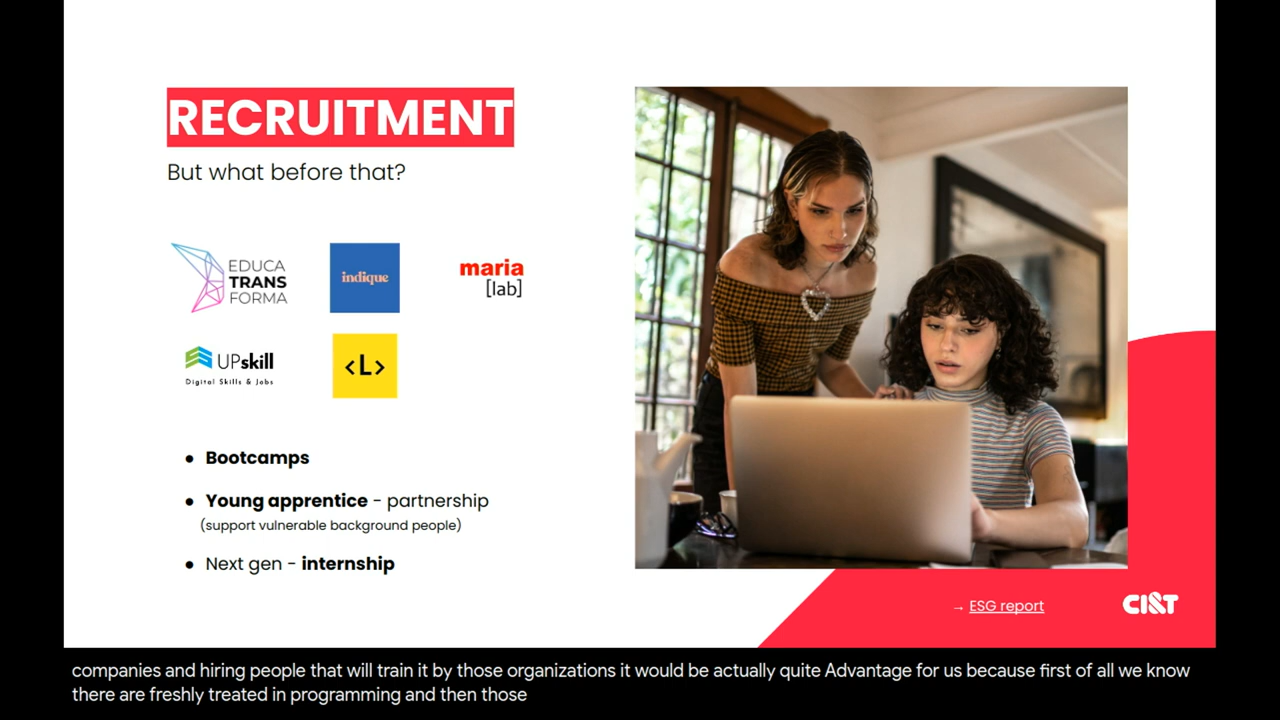 RECRUITMENT
But what before that?
EDUCA
TRANS
FORMA
indique
maria
[lab]
UPskill
Digital Skills & Jobs
<L>
● Bootcamps
● Young apprentice - partnership
(support vulnerable background people)
● Next gen - internship
→ ESG report
CI&T
companies and hiring people that will train it by those organizations it would be actually quite Advantage for us because first of all we know
there are freshly treated in programming and then those